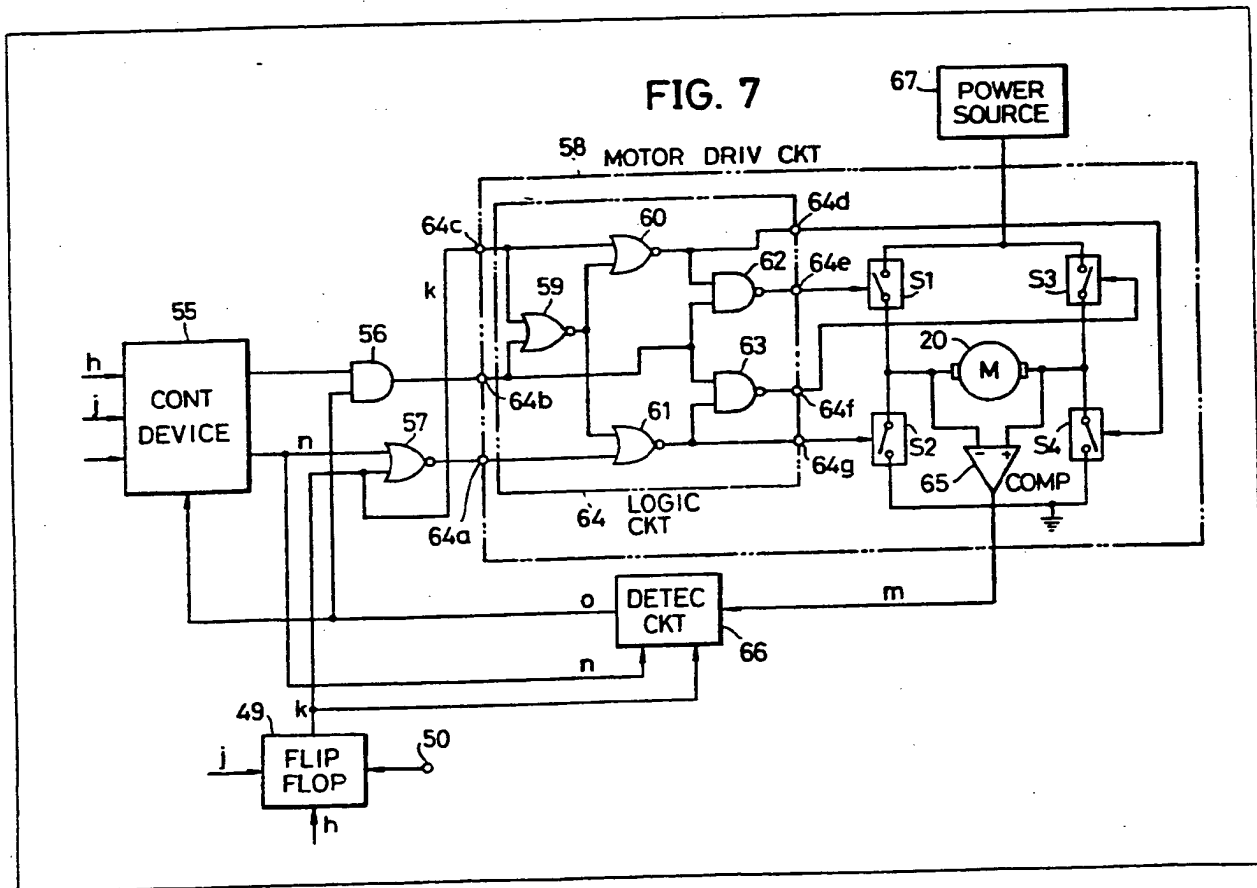 FIG. 7
67
POWER
SOURCE
58
MOTOR DRIV CKT
64c
60
64d
62
64e
S1
S3
k
59
55
56
20
M
h
j
CONT
DEVICE
64b
63
64f
n
57
61
64g
S2
S4
65
COMP
- +
64a
64
LOGIC
CKT
o
DETEC
CKT
m
66
n
k
49
50
j
FLIP
FLOP
h